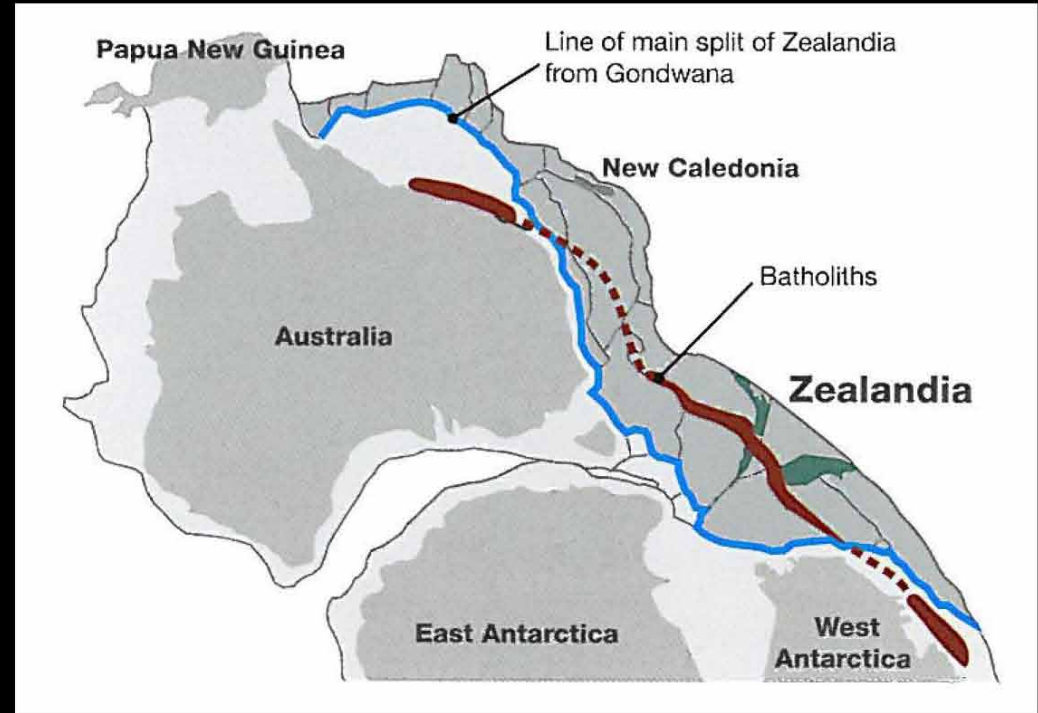 Papua New Guinea
Line of main split of Zealandia
from Gondwana
New Caledonia
Batholiths
Australia
Zealandia
East Antarctica
West
Antarctica